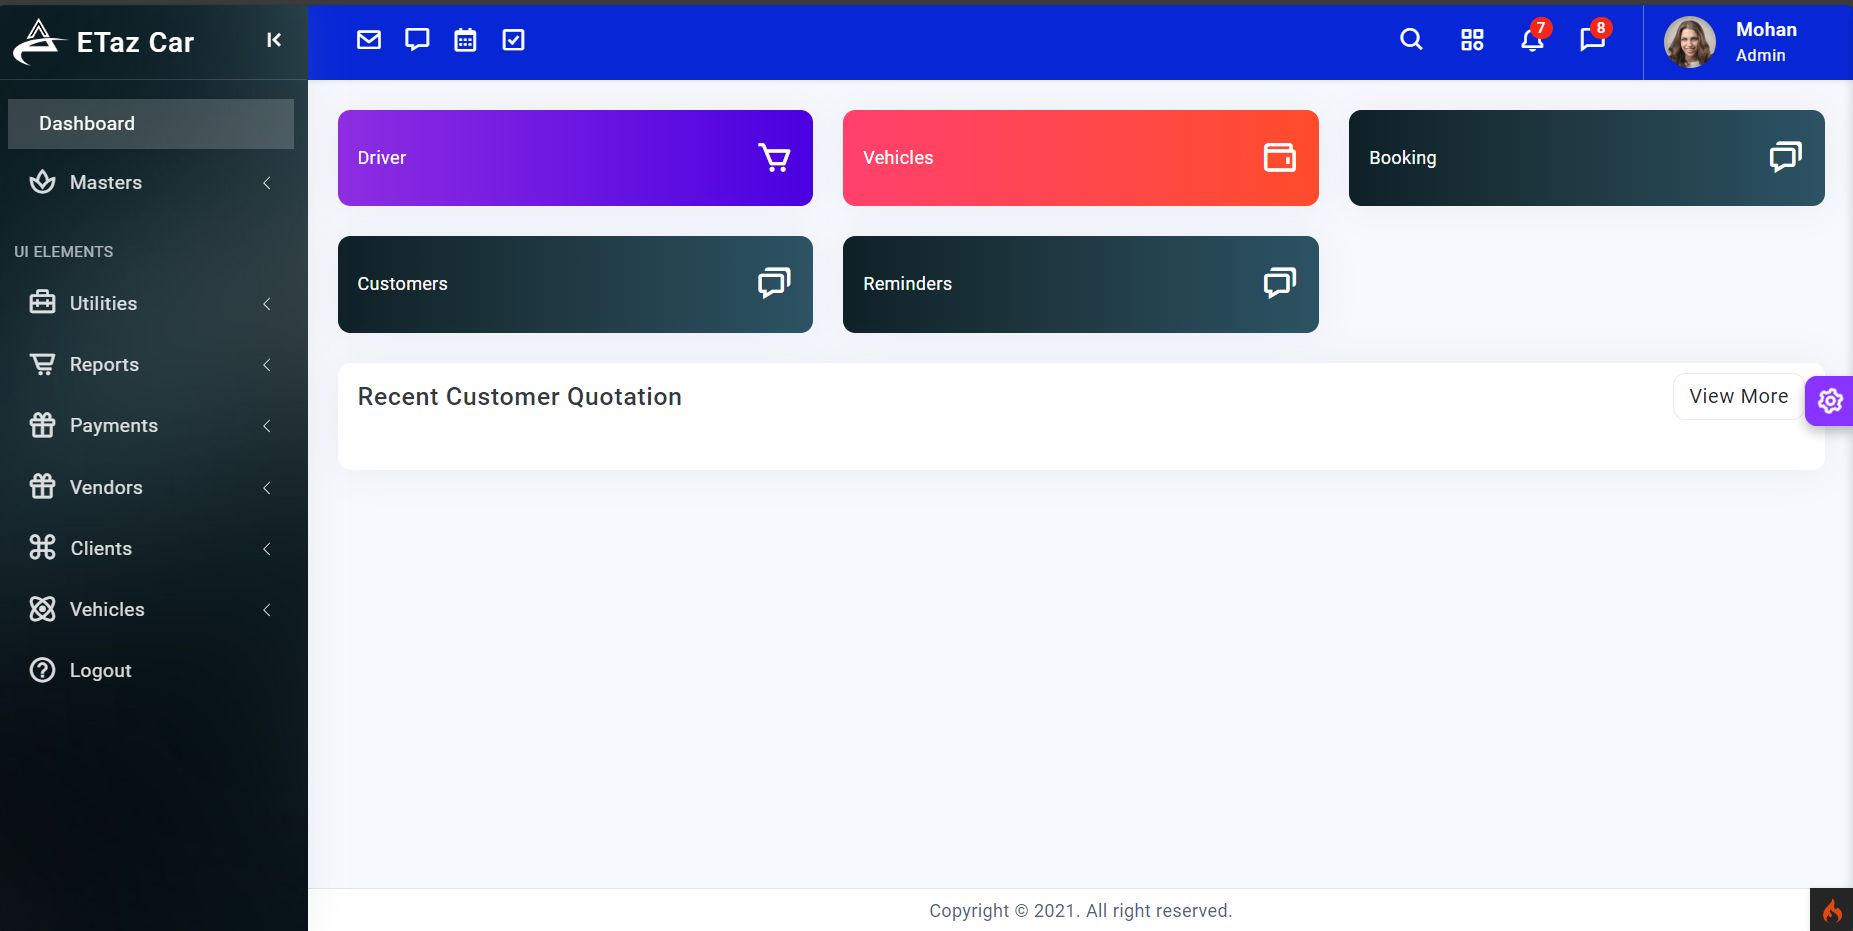 ETaz Car
7
8
Mohan
Admin
Dashboard
Masters
UI ELEMENTS
Utilities
Reports
Payments
Vendors
Clients
Vehicles
Logout
Driver
Vehicles
Booking
Customers
Reminders
Recent Customer Quotation
View More
Copyright © 2021. All right reserved.